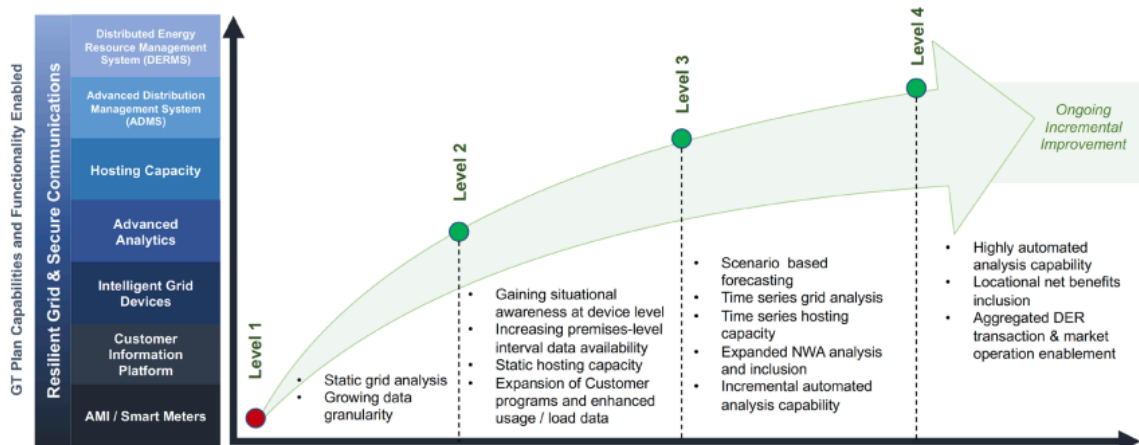 GT Plan Capabilities and Functionality Enabled
Resilient Grid & Secure Communications
Distributed Energy
Resource Management
System (DERMS)
Advanced Distribution
Management System
(ADMS)
Hosting Capacity
Advanced
Analytics
Intelligent Grid
Devices
Customer
Information
Platform
AMI / Smart Meters
Level 1
• Static grid analysis
• Growing data
granularity
Level 2
• Gaining situational
awareness at device level
• Increasing premises-level
interval data availability
• Static hosting capacity
• Expansion of Customer
programs and enhanced
usage / load data
Level 3
• Scenario based
forecasting
• Time series grid analysis
• Time series hosting
capacity
• Expanded NWA analysis
and inclusion
• Incremental automated
analysis capability
Level 4
• Highly automated
analysis capability
• Locational net benefits
inclusion
• Aggregated DER
transaction & market
operation enablement
Ongoing
Incremental
Improvement